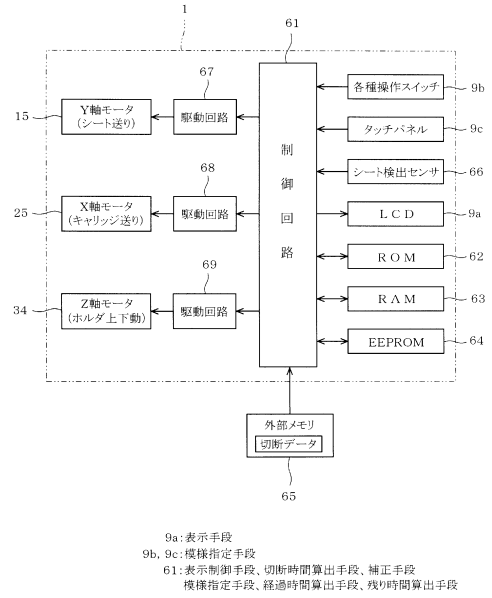 1
61
67
各種操作スイッチ
9b
15
Y軸モータ
(シート送り)
駆動回路
タッチパネル
9c
制御回路
シート検出センサ
66
68
LCD
9a
25
X軸モータ
(キャリッジ送り)
駆動回路
ROM
62
69
RAM
63
34
Z軸モータ
(ホルダ上下動)
駆動回路
EEPROM
64
外部メモリ
切断データ
65
9a:表示手段
9b, 9c:模様指定手段
61:表示制御手段、切断時間算出手段、補正手段
模様指定手段、経過時間算出手段、残り時間算出手段